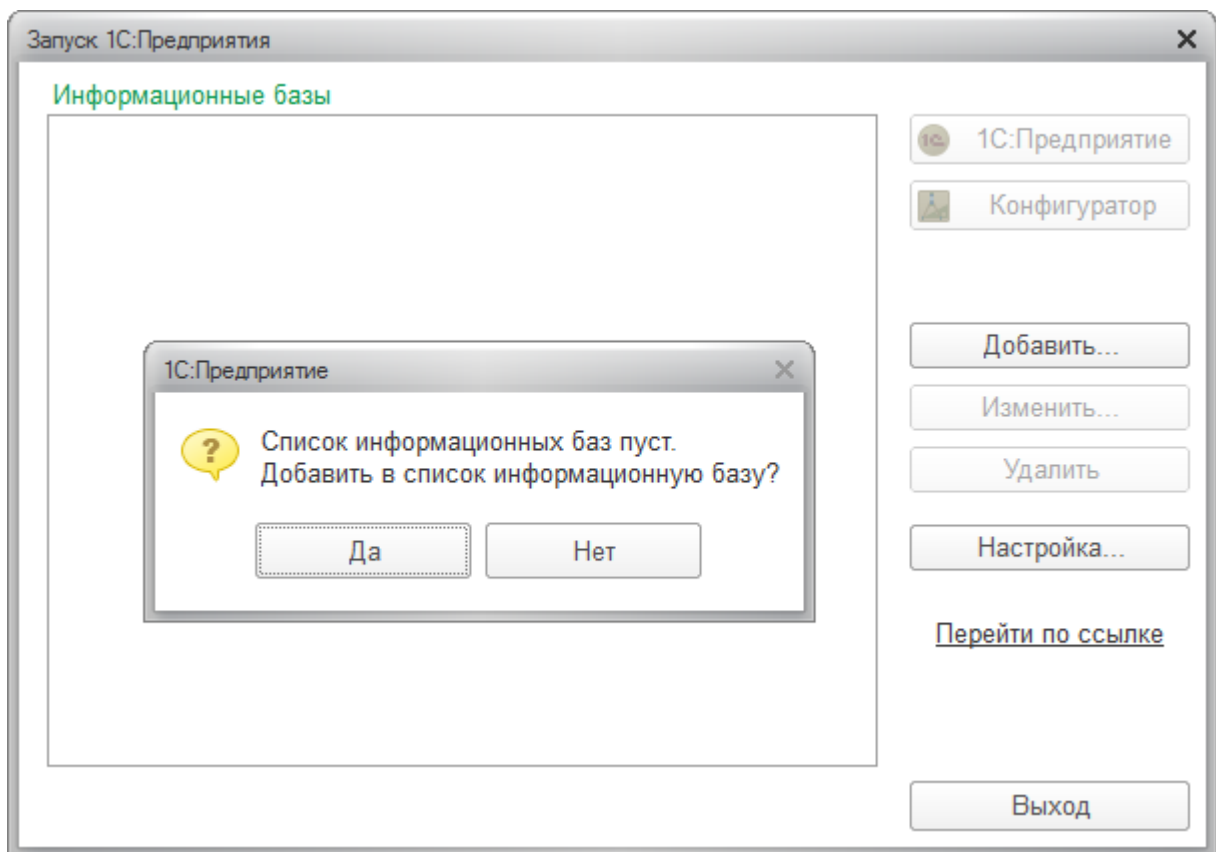 Запуск 1С:Предприятия
Информационные базы
1С:Предприятие
Конфигуратор
Добавить...
Изменить...
Удалить
Настройка...
Перейти по ссылке
Выход
1С:Предприятие
Список информационных баз пуст.
Добавить в список информационную базу?
Да
Нет